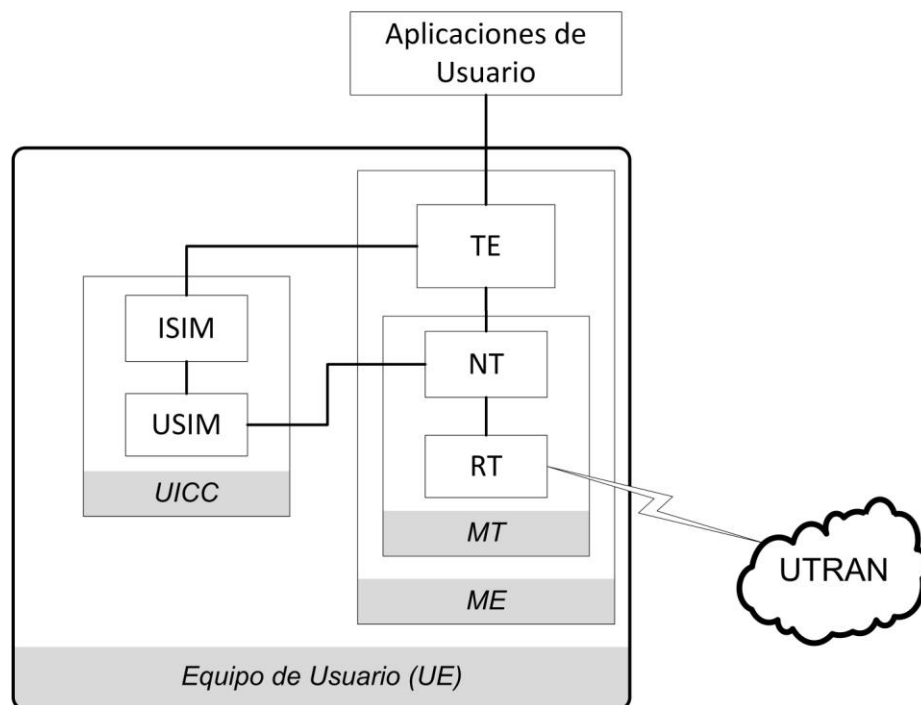 Aplicaciones de
Usuario
TE
ISIM
NT
USIM
RT
UICC
MT
UTRAN
ME
Equipo de Usuario (UE)